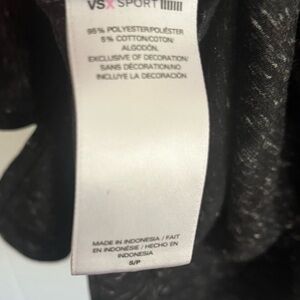 VSX SPORT
95% POLYESTER/POLIÉSTER
5% COTTON/COTON/
ALGODÓN.
EXCLUSIVE OF DECORATION/
SANS DÉCORATION/NO
INCLUYE LA DECORACIÓN
MADE IN INDONESIA / FAIT
EN INDONÉSIE / HECHO EN
INDONESIA
S/P